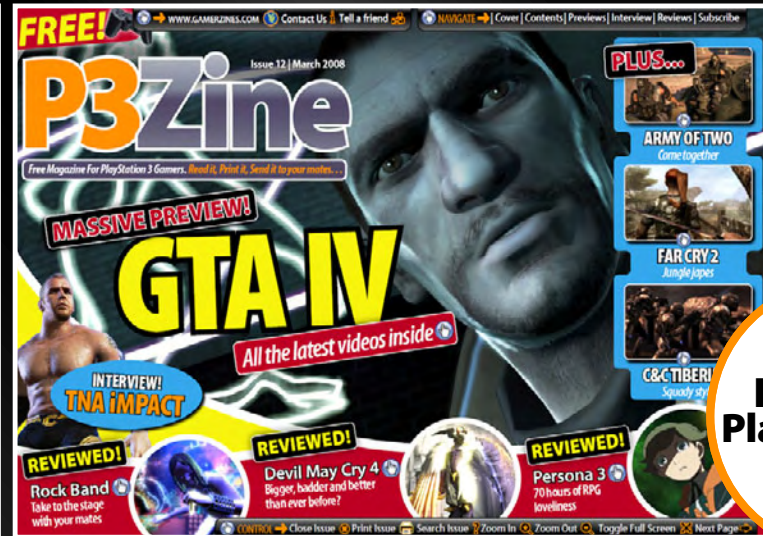 FREE!
WWW.GAMERZINES.COM Contact Us Tell a friend
NAVIGATE | Cover | Contents | Previews | Interview | Reviews | Subscribe
Issue 12 | March 2008
P3Zine
Free Magazine For PlayStation 3 Gamers. Read it, Print it, Send it to your mates...
PLUS...
ARMY OF TWO
Come together
FAR CRY 2
Jungle japes
C&C TIBERI
Squady sty
MASSIVE PREVIEW!
GTA IV
All the latest videos inside
INTERVIEW!
TNA iMPACT
REVIEWED!
Rock Band
Take to the stage
with your mates
REVIEWED!
Devil May Cry 4
Bigger, badder and better
than ever before?
REVIEWED!
Persona 3
70 hours of RPG
loveliness
Pla
CONTROL Close Issue Print Issue Search Issue Zoom In Zoom Out Toggle Full Screen Next Page